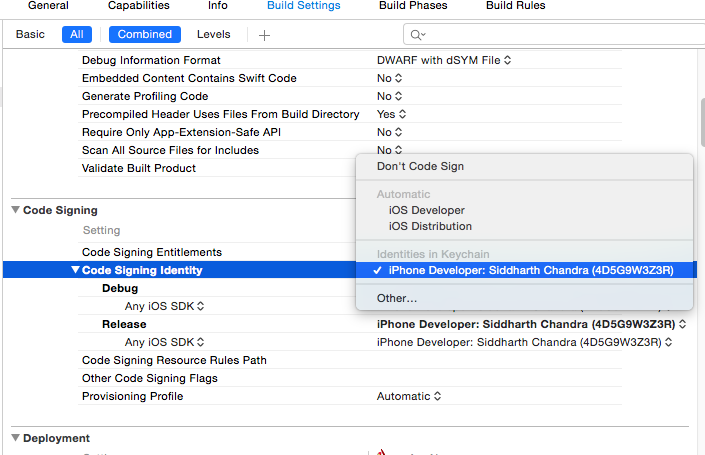 General Capabilities Info Build Settings Build Phases Build Rules
Basic All Combined Levels
Debug Information Format DWARF with dSYM File
Embedded Content Contains Swift Code No
Generate Profiling Code No
Precompiled Header Uses Files From Build Directory Yes
Require Only App-Extension-Safe API No
Scan All Source Files for Includes No
Validate Built Product
Don't Code Sign
Automatic
iOS Developer
iOS Distribution
Identities in Keychain
iPhone Developer: Siddharth Chandra (4D5G9W3Z3R)
Other...
Code Signing
Setting
Code Signing Entitlements
Code Signing Identity
Debug
Any iOS SDK
Release iPhone Developer: Siddharth Chandra (4D5G9W3Z3R)
Any iOS SDK iPhone Developer: Siddharth Chandra (4D5G9W3Z3R)
Code Signing Resource Rules Path
Other Code Signing Flags
Provisioning Profile Automatic
Deployment